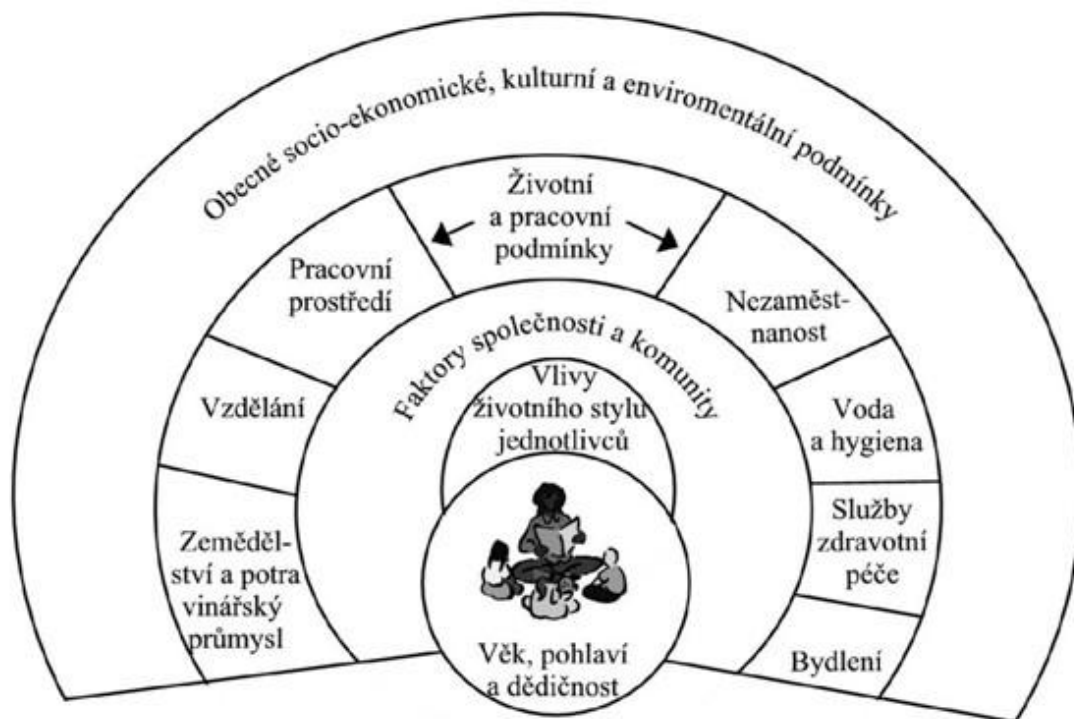 Obecné socio-ekonomické, kulturní a enviromentální podmínky
Životní
a pracovní
podmínky
Pracovní
prostředí
Nezaměst-
nanost
Faktory společnosti a komunity
Vzdělání
Vlivy
životního stylu
jednotlivců
Voda
a hygiena
Zeměděl-
ství a potra
vinářský
průmysl
Služby
zdravotní
péče
Bydlení
Věk, pohlaví
a dědičnost